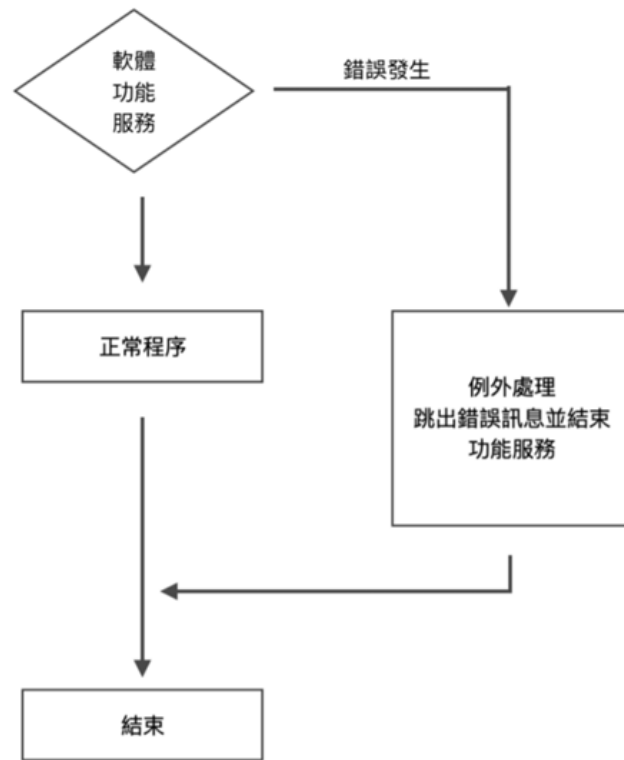 軟體
功能
服務
錯誤發生
正常程序
例外處理
跳出錯誤訊息並結束
功能服務
結束